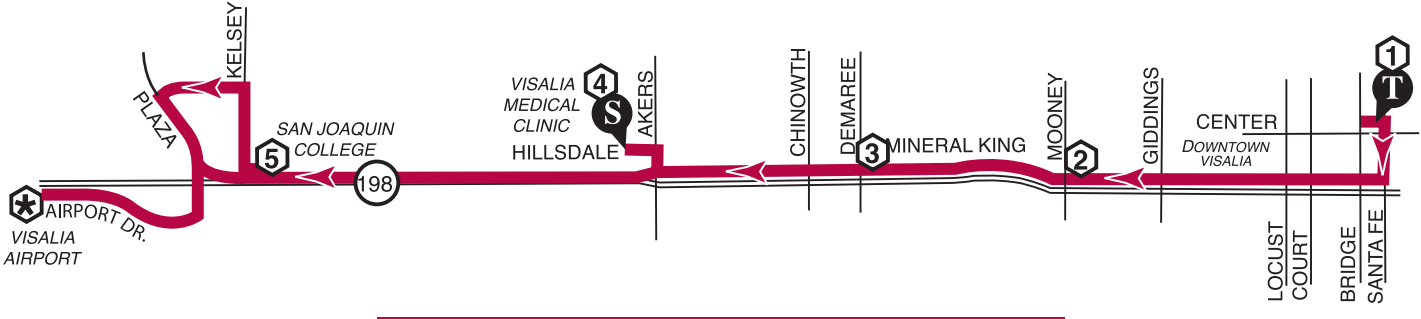 KELSEY
PLAZA
5
SAN JOAQUIN
COLLEGE
198
*
AIRPORT DR.
VISALIA
AIRPORT
VISALIA
MEDICAL
CLINIC
4
S
HILLSDALE
AKERS
CHINOWTH
DEMAREE
3
MINERAL KING
MOONEY
2
GIDDINGS
CENTER
DOWNTOWN
VISALIA
1
T
LOCUST
COURT
BRIDGE
SANTA FE